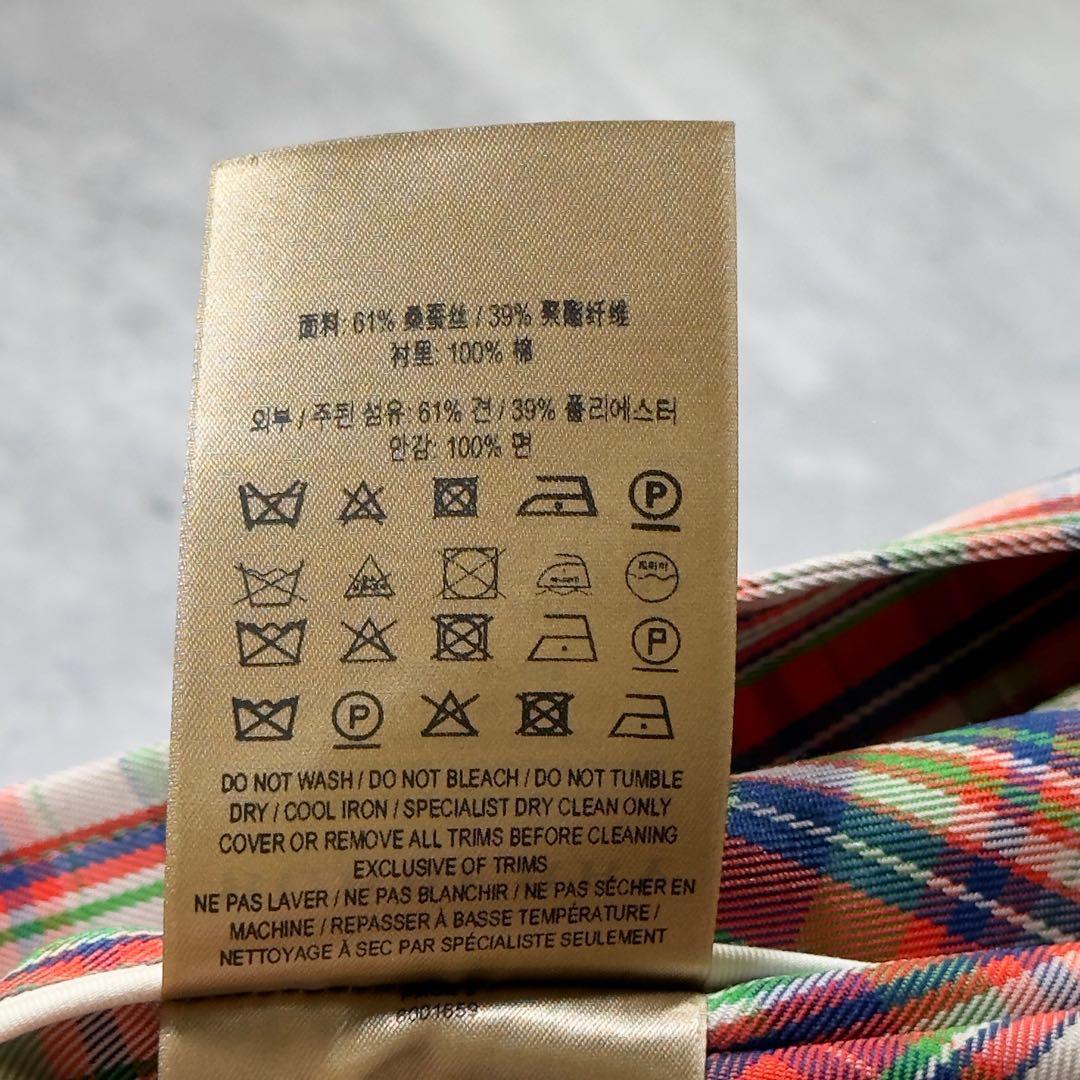 面料: 61% 桑蚕丝 / 39% 聚酯纤维
衬里: 100% 棉
외부 / 주된 섬유: 61% 견 / 39% 폴리에스터
안감: 100% 면
P
드라이
P
P
DO NOT WASH / DO NOT BLEACH / DO NOT TUMBLE
DRY / COOL IRON / SPECIALIST DRY CLEAN ONLY
COVER OR REMOVE ALL TRIMS BEFORE CLEANING
EXCLUSIVE OF TRIMS
NE PAS LAVER / NE PAS BLANCHIR / NE PAS SÉCHER EN
MACHINE / REPASSER À BASSE TEMPÉRATURE /
NETTOYAGE À SEC PAR SPÉCIALISTE SEULEMENT
8001659